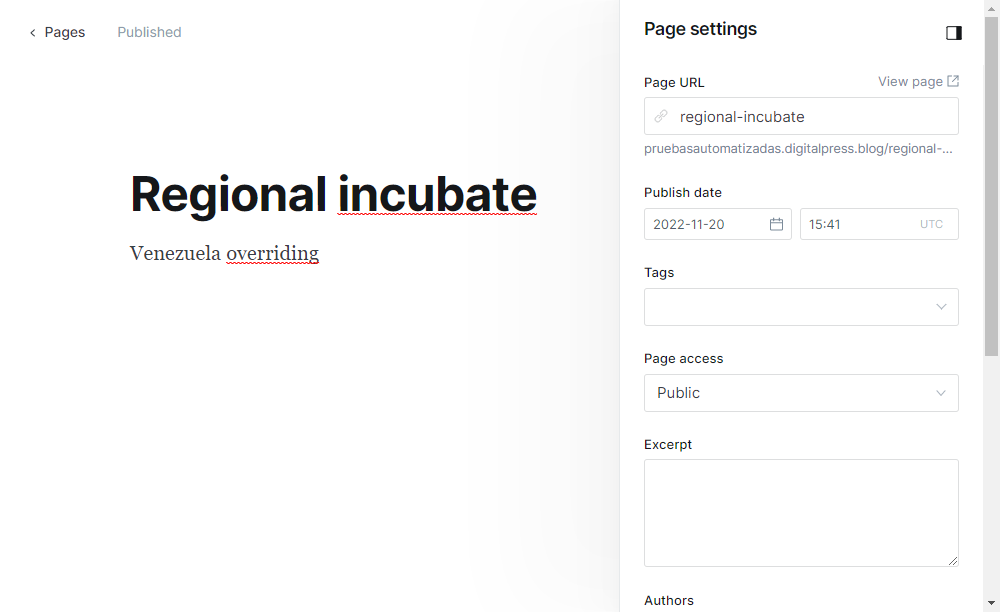 Pages Published
Regional incubate
Venezuela overriding
Page settings
Page URL View page
regional-incubate
pruebasautomatizadas.digitalpress.blog/regional-...
Publish date
2022-11-20 15:41 UTC
Tags
Page access
Public
Excerpt
Authors